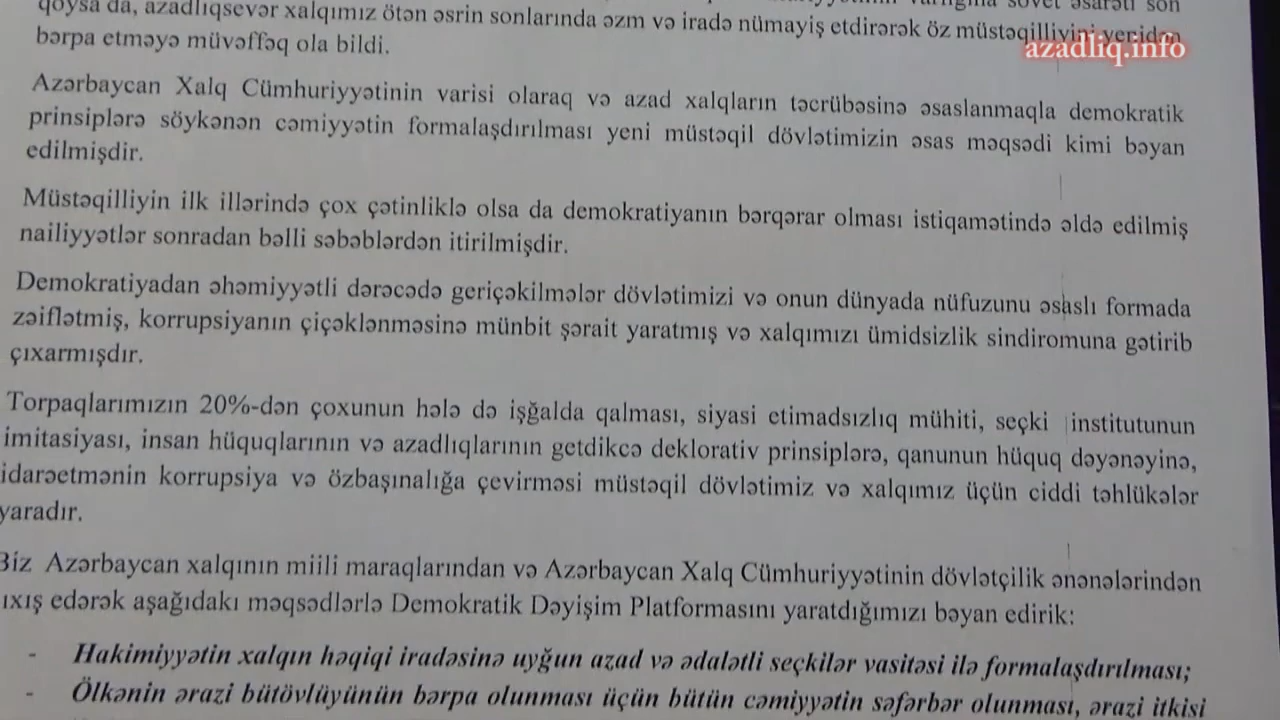 qoysa da, azadlıqsevər xalqımız ötən əsrin sonlarında əzm və iradə nümayiş etdirərək öz müstəqilliyini yenidən
azadliq.info
bərpa etməyə müvəffəq ola bildi.
Azərbaycan Xalq Cümhuriyyətinin varisi olaraq və azad xalqların təcrübəsinə əsaslanmaqla demokratik
prinsiplərə söykənən cəmiyyətin formalaşdırılması yeni müstəqil dövlətimizin əsas məqsədi kimi bəyan
edilmişdir.
Müstəqilliyin ilk illərində çox çətinliklə olsa da demokratiyanın bərqərar olması istiqamətində əldə edilmiş
nailiyyətlər sonradan bəlli səbəblərdən itirilmişdir.
Demokratiyadan əhəmiyyətli dərəcədə geriçəkilmələr dövlətimizi və onun dünyada nüfuzunu əsaslı formada
zəiflətmiş, korrupsiyanın çiçəklənməsinə münbit şərait yaratmış və xalqımızı ümidsizlik sindiromuna gətirib
çıxarmışdır.
Torpaqlarımızın 20%-dən çoxunun hələ də işğalda qalması, siyasi etimadsızlıq mühiti, seçki institutunun
imitasiyası, insan hüquqlarının və azadlıqlarının getdikcə deklorativ prinsiplərə, qanunun hüquq dəyənəyinə,
idarəetmənin korrupsiya və özbaşınalığa çevirməsi müstəqil dövlətimiz və xalqımız üçün ciddi təhlükələr
yaradır.
Biz Azərbaycan xalqının miili maraqlarından və Azərbaycan Xalq Cümhuriyyətinin dövlətçilik ənənələrindən
ıxış edərək aşağıdakı məqsədlərlə Demokratik Dəyişim Platformasını yaratdığımızı bəyan edirik:
- Hakimiyyətin xalqın həqiqi iradəsinə uyğun azad və ədalətli seçkilər vasitəsi ilə formalaşdırılması;
- Ölkənin ərazi bütövlüyünün bərpa olunması üçün bütün cəmiyyətin səfərbər olunması, ərazi itkisi